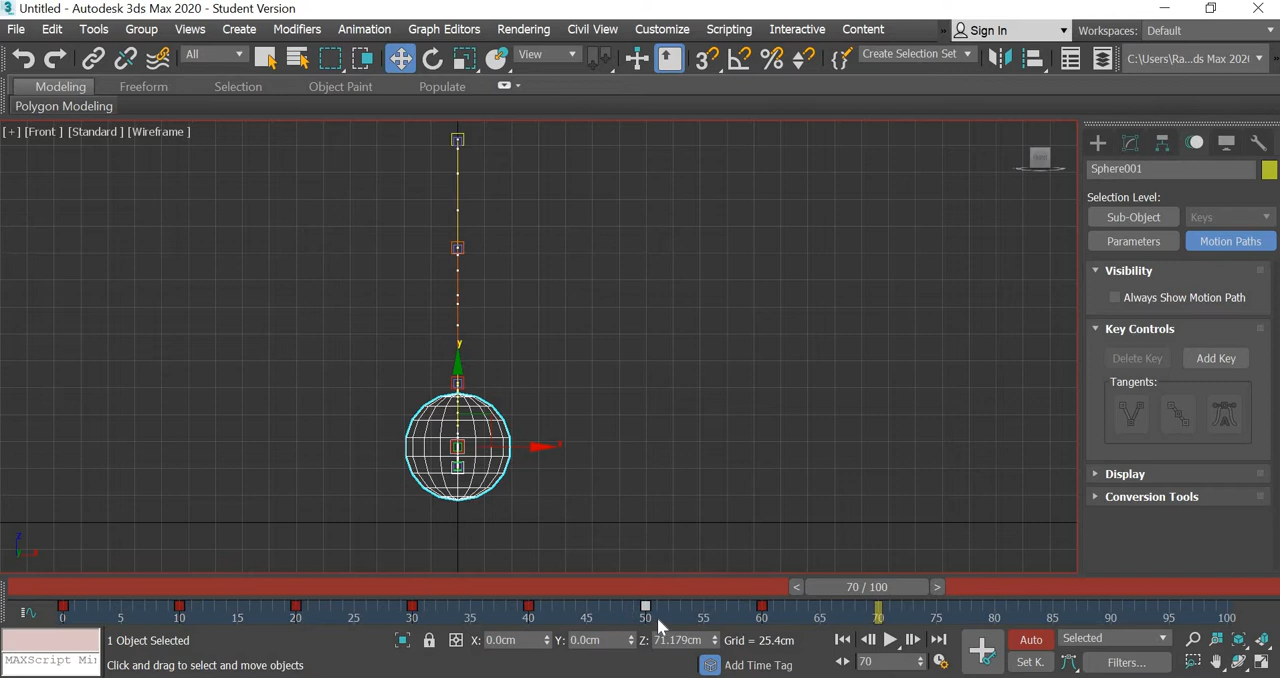 Untitled - Autodesk 3ds Max 2020 - Student Version
File Edit Tools Group Views Create Modifiers Animation Graph Editors Rendering Civil View Customize Scripting Interactive Content » Sign In Workspaces: Default
All View Create Selection Set C:\Users\Ra...ds Max 2020
Modeling Freeform Selection Object Paint Populate
Polygon Modeling
[+] [Front ] [Standard ] [Wireframe ]
Sphere001
Selection Level:
Sub-Object Keys
Parameters Motion Paths
Visibility
Always Show Motion Path
Key Controls
Delete Key Add Key
Tangents:
Display
Conversion Tools
y
x
z
x
y
< 70 / 100 >
0 5 10 15 20 25 30 35 40 45 50 55 60 65 70 75 80 85 90 95 100
1 Object Selected X: 0.0cm Y: 0.0cm Z: 71.179cm Grid = 25.4cm Auto Selected
MAXScript Mi Click and drag to select and move objects Add Time Tag 70 Set K. Filters...